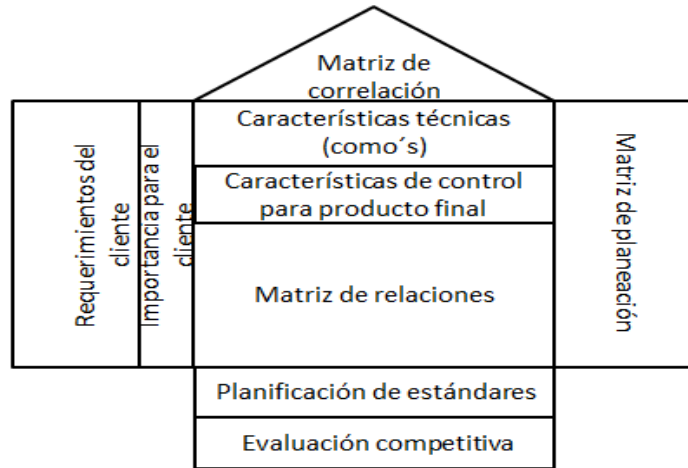 Matriz de
correlación
Características técnicas
(como´s)
Características de control
para producto final
Requerimientos del
cliente
Importancia para el
cliente
Matriz de relaciones
Matriz de planeación
Planificación de estándares
Evaluación competitiva